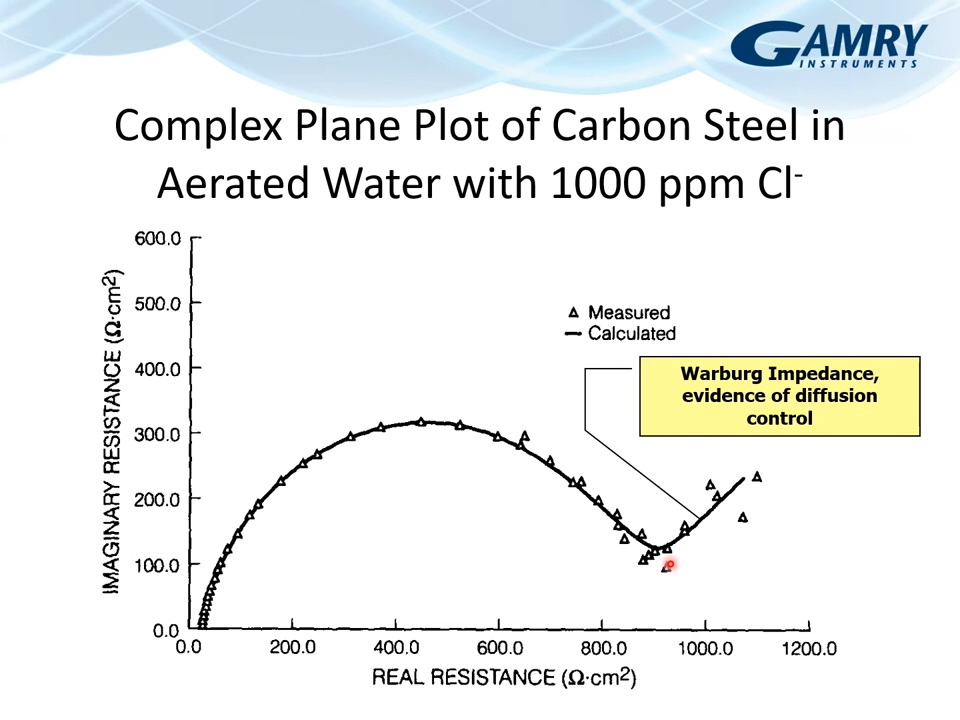 GAMRY
INSTRUMENTS
Complex Plane Plot of Carbon Steel in
Aerated Water with 1000 ppm Cl⁻
600.0
500.0
400.0
300.0
200.0
100.0
0.0
IMAGINARY RESISTANCE (Ω·cm²)
Measured
Calculated
Warburg Impedance,
evidence of diffusion
control
0.0 200.0 400.0 600.0 800.0 1000.0 1200.0
REAL RESISTANCE (Ω·cm²)